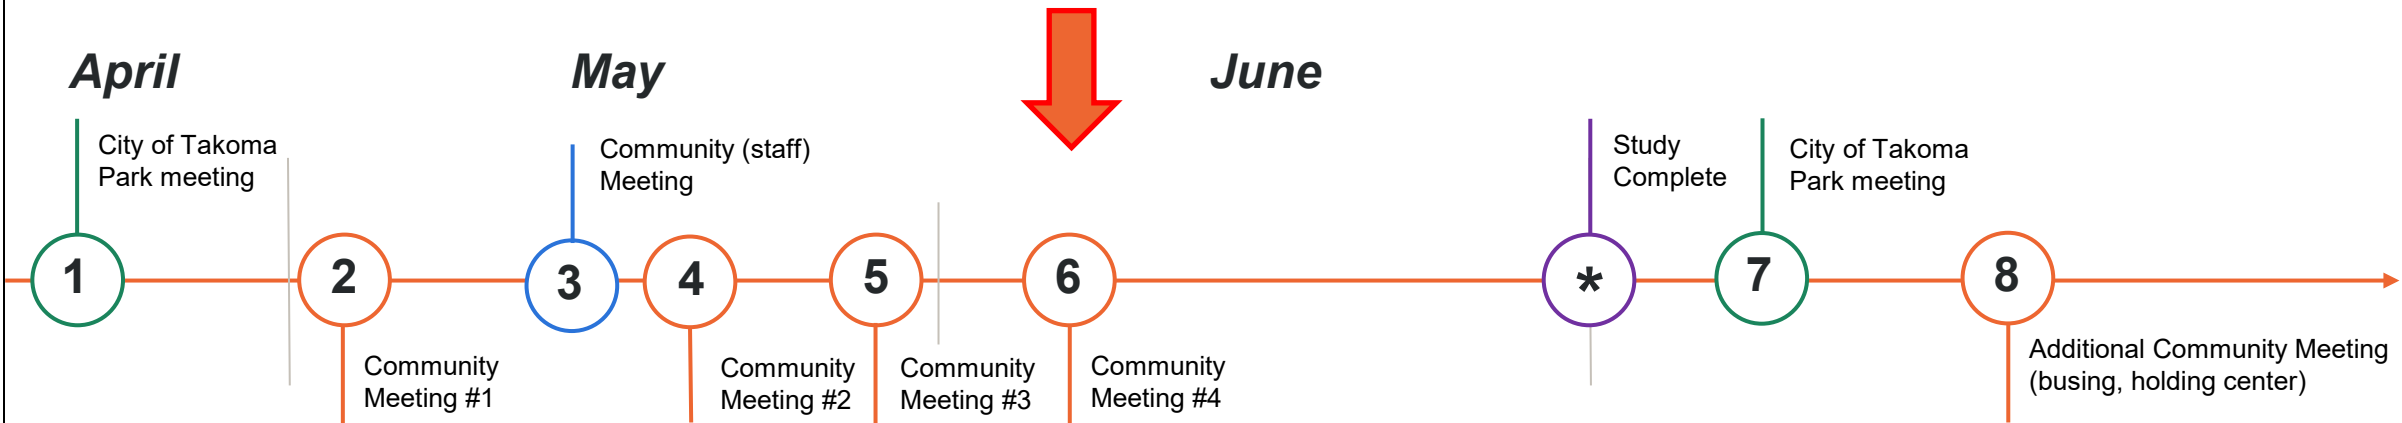 April
May
June
City of Takoma
Park meeting
Community (staff)
Meeting
Study
Complete
City of Takoma
Park meeting
1
2
3
4
5
6
*
7
8
Community
Meeting #1
Community
Meeting #2
Community
Meeting #3
Community
Meeting #4
Additional Community Meeting
(busing, holding center)